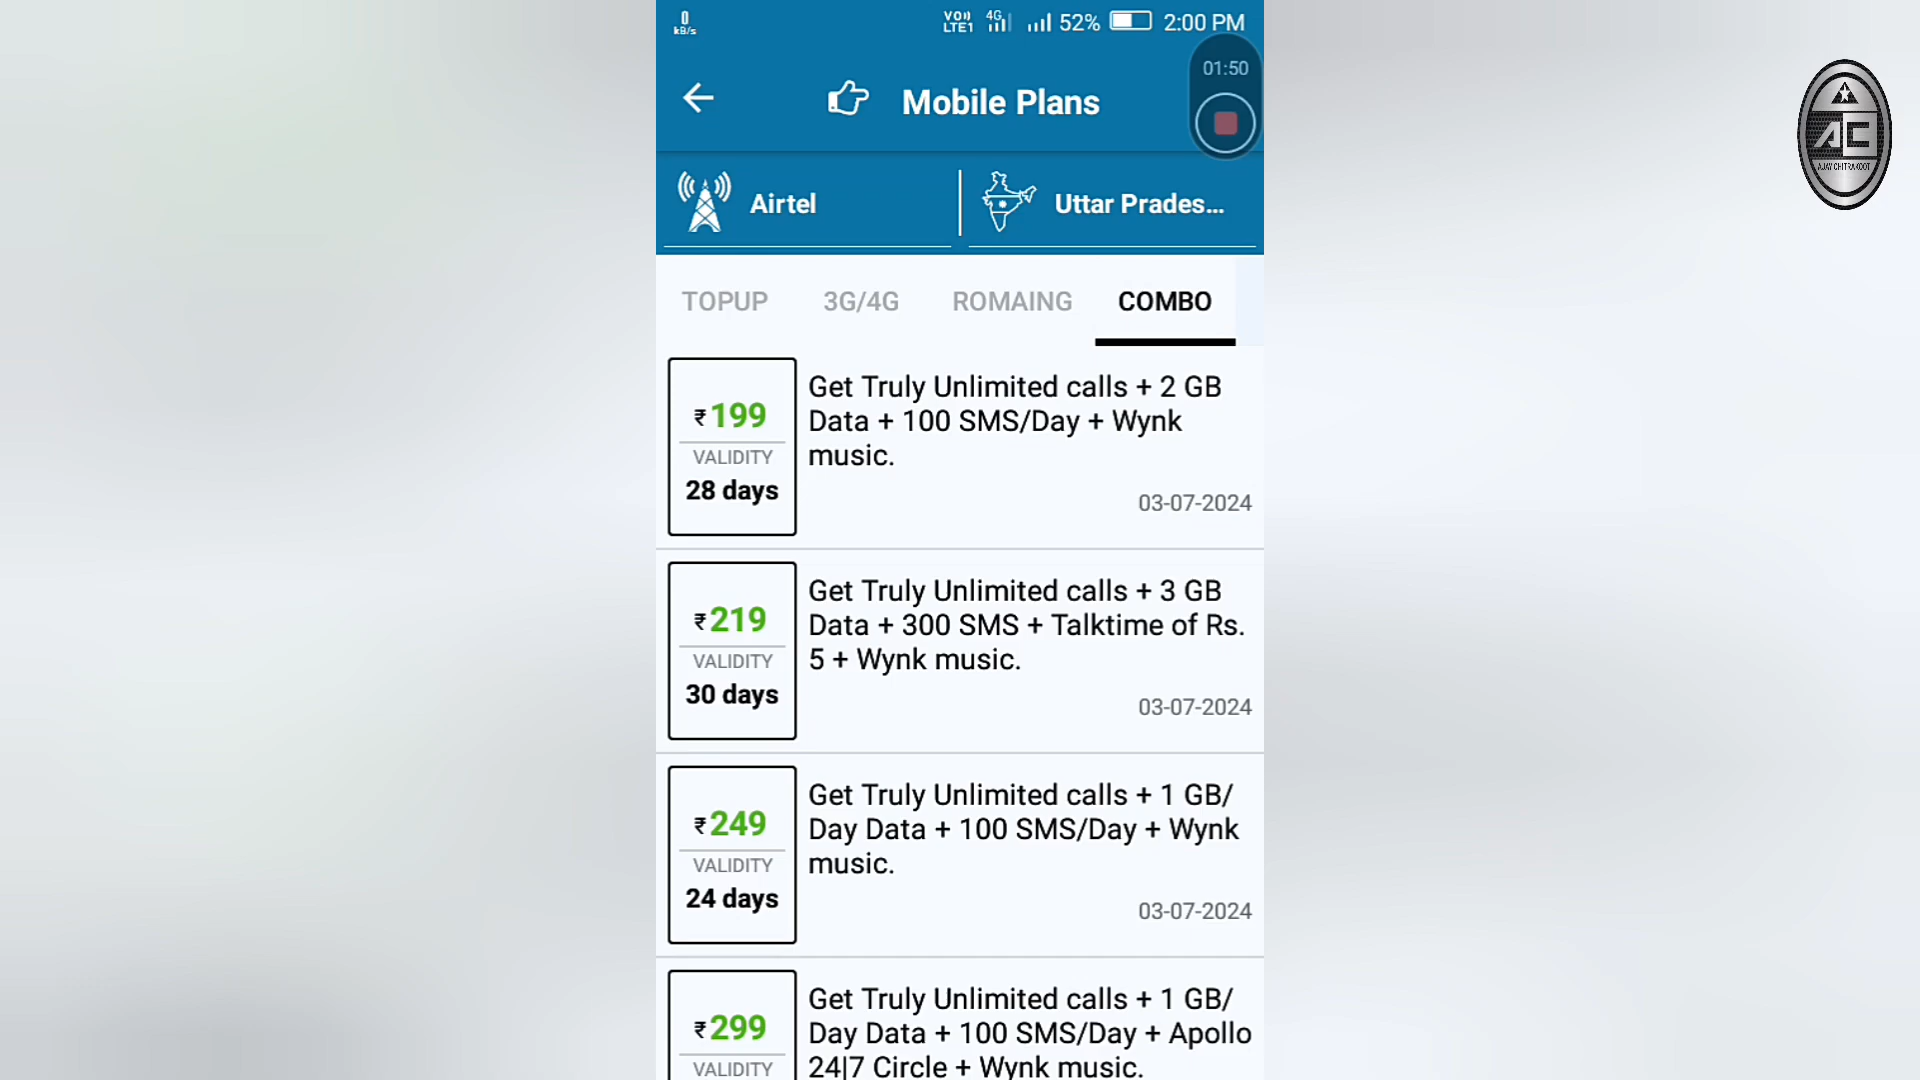 0
kB/s
VO))
LTE1
4G
52%
2:00 PM
01:50
Mobile Plans
Airtel
Uttar Prades...
TOPUP
3G/4G
ROMAING
COMBO
₹199
VALIDITY
28 days
Get Truly Unlimited calls + 2 GB
Data + 100 SMS/Day + Wynk
music.
03-07-2024
₹219
VALIDITY
30 days
Get Truly Unlimited calls + 3 GB
Data + 300 SMS + Talktime of Rs.
5 + Wynk music.
03-07-2024
₹249
VALIDITY
24 days
Get Truly Unlimited calls + 1 GB/
Day Data + 100 SMS/Day + Wynk
music.
03-07-2024
₹299
VALIDITY
Get Truly Unlimited calls + 1 GB/
Day Data + 100 SMS/Day + Apollo
24|7 Circle + Wynk music.
AC
AJAY CHITRAKOOT